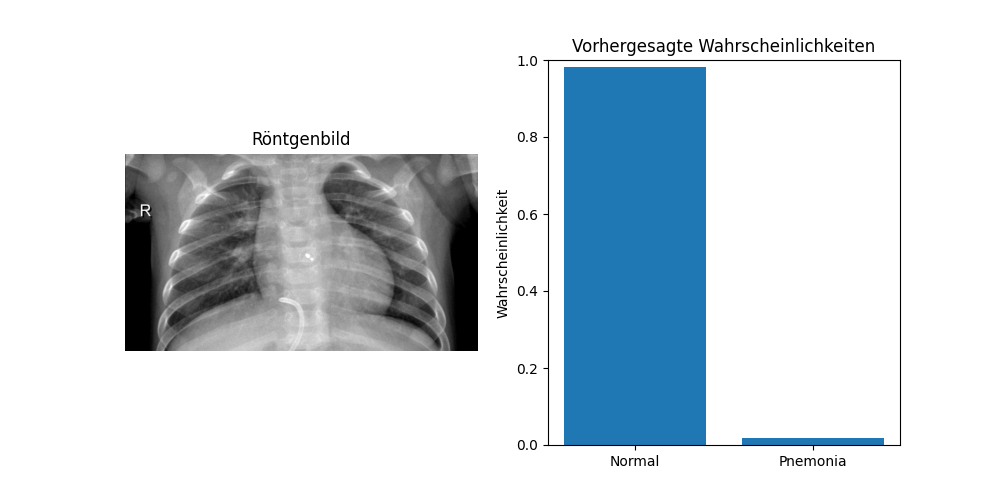 Röntgenbild
R
Vorhergesagte Wahrscheinlichkeiten
Wahrscheinlichkeit
1.0
0.8
0.6
0.4
0.2
0.0
Normal
Pnemonia